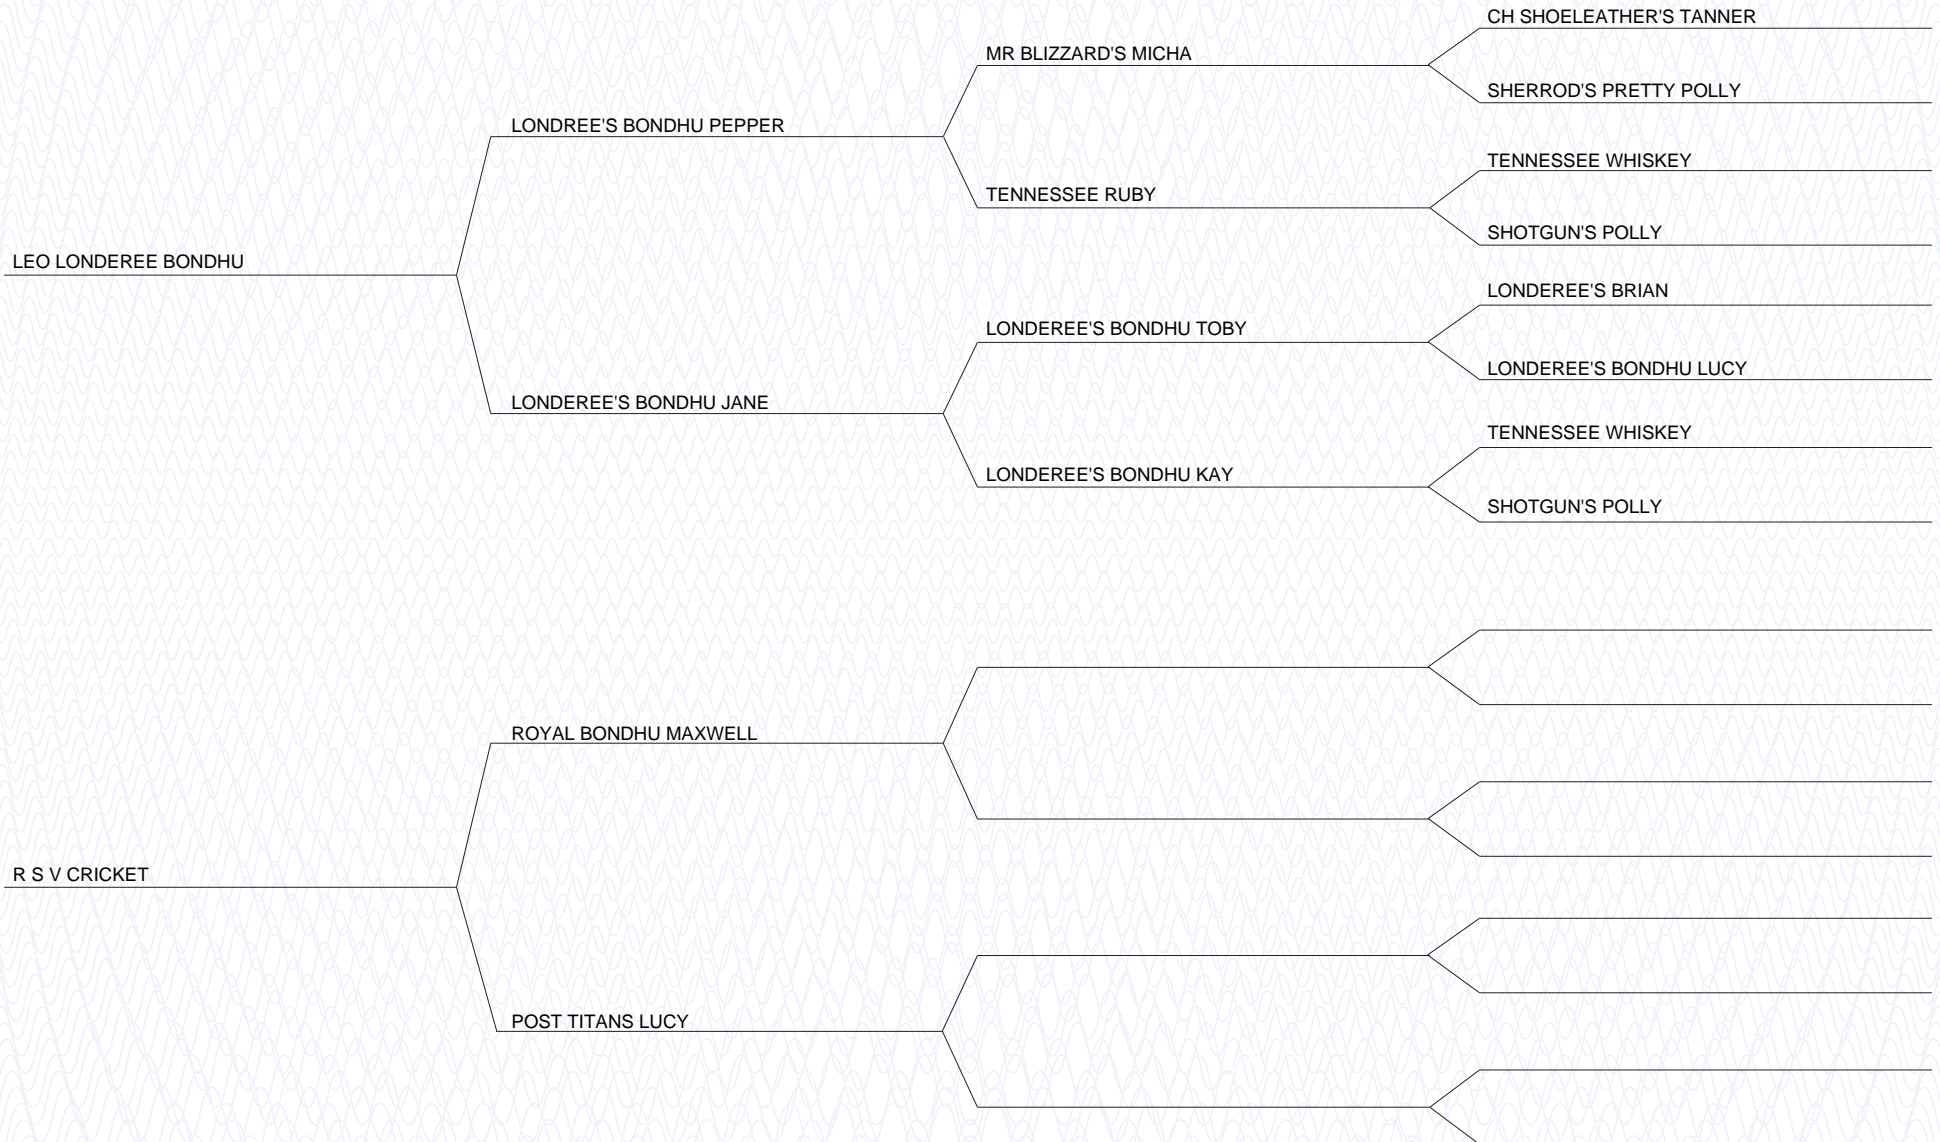 CH SHOELEATHER'S TANNER
MR BLIZZARD'S MICHA
SHERROD'S PRETTY POLLY
LONDREE'S BONDHU PEPPER
TENNESSEE WHISKEY
TENNESSEE RUBY
SHOTGUN'S POLLY
LEO LONDEREE BONDHU
LONDEREE'S BRIAN
LONDEREE'S BONDHU TOBY
LONDEREE'S BONDHU LUCY
LONDEREE'S BONDHU JANE
TENNESSEE WHISKEY
LONDEREE'S BONDHU KAY
SHOTGUN'S POLLY
ROYAL BONDHU MAXWELL
R S V CRICKET
POST TITANS LUCY